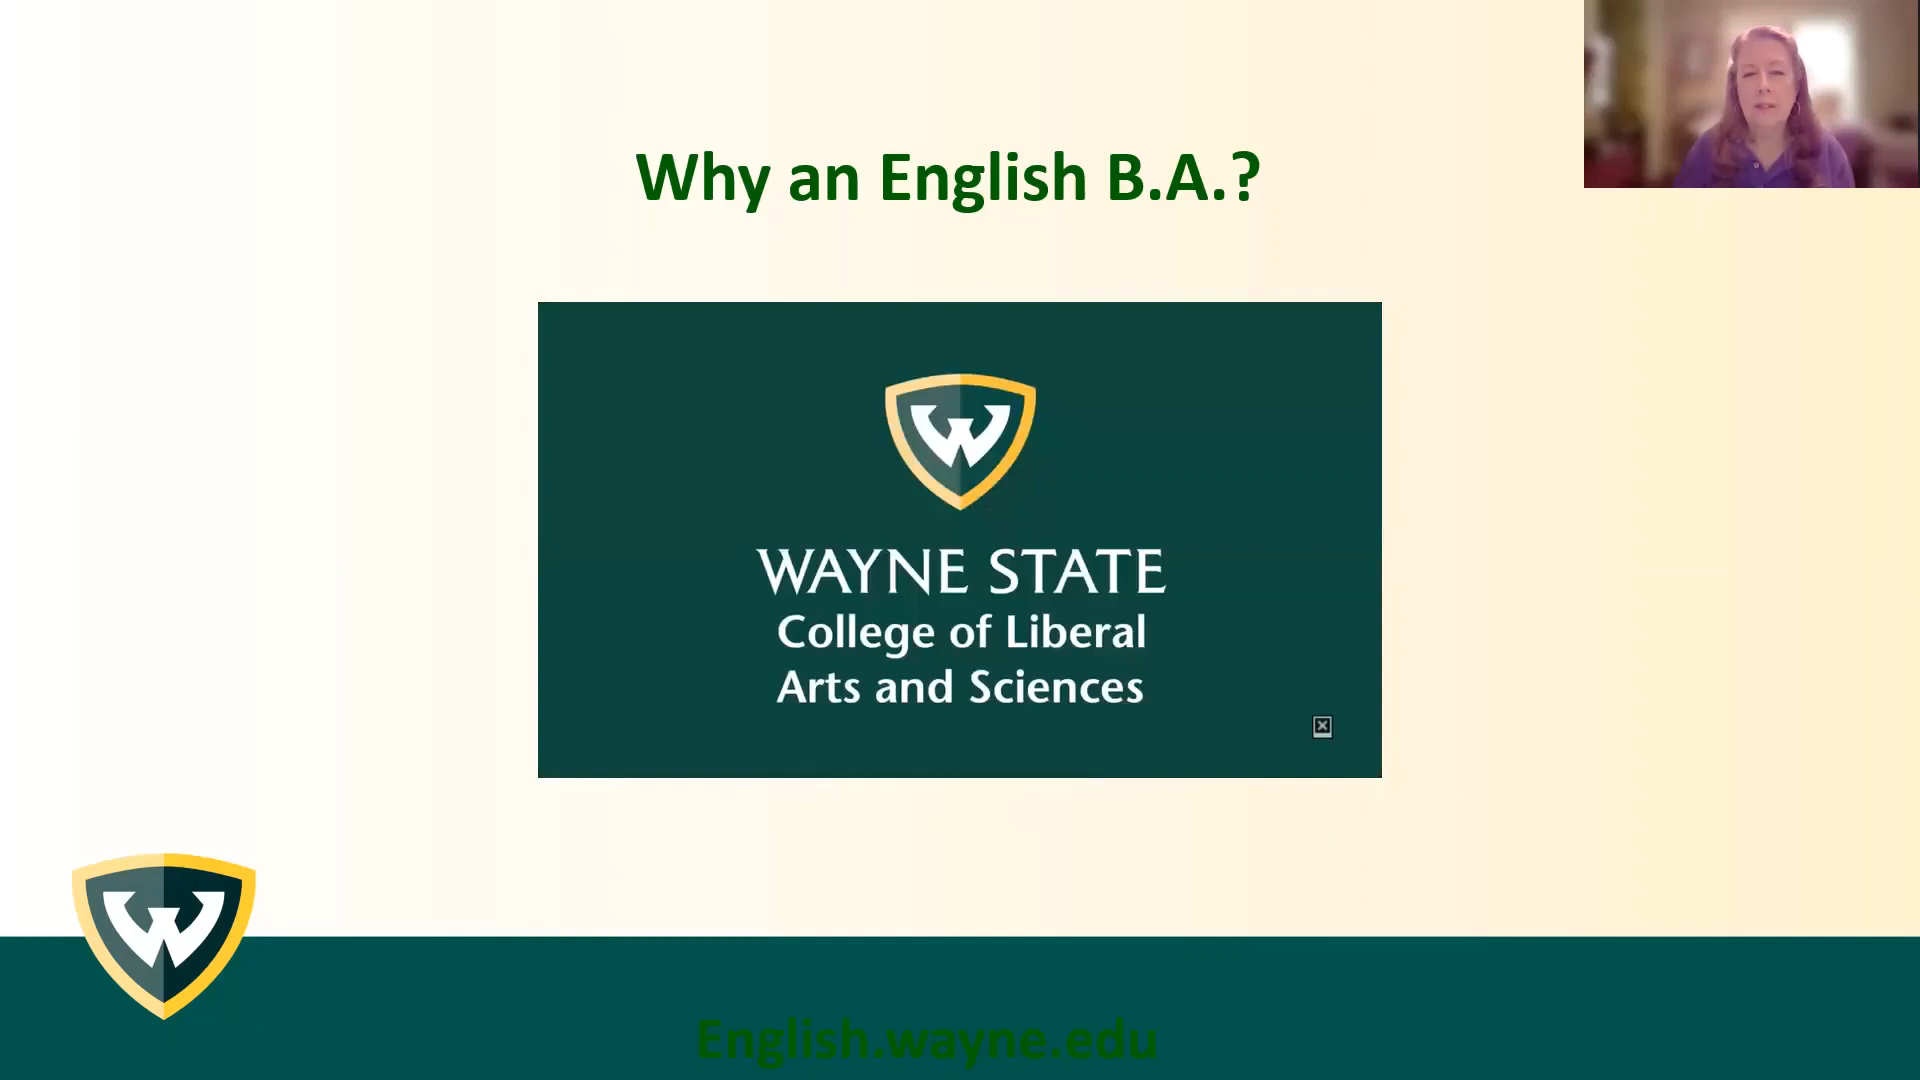 Why an English B.A.?
W
WAYNE STATE
College of Liberal
Arts and Sciences
W
English.wayne.edu